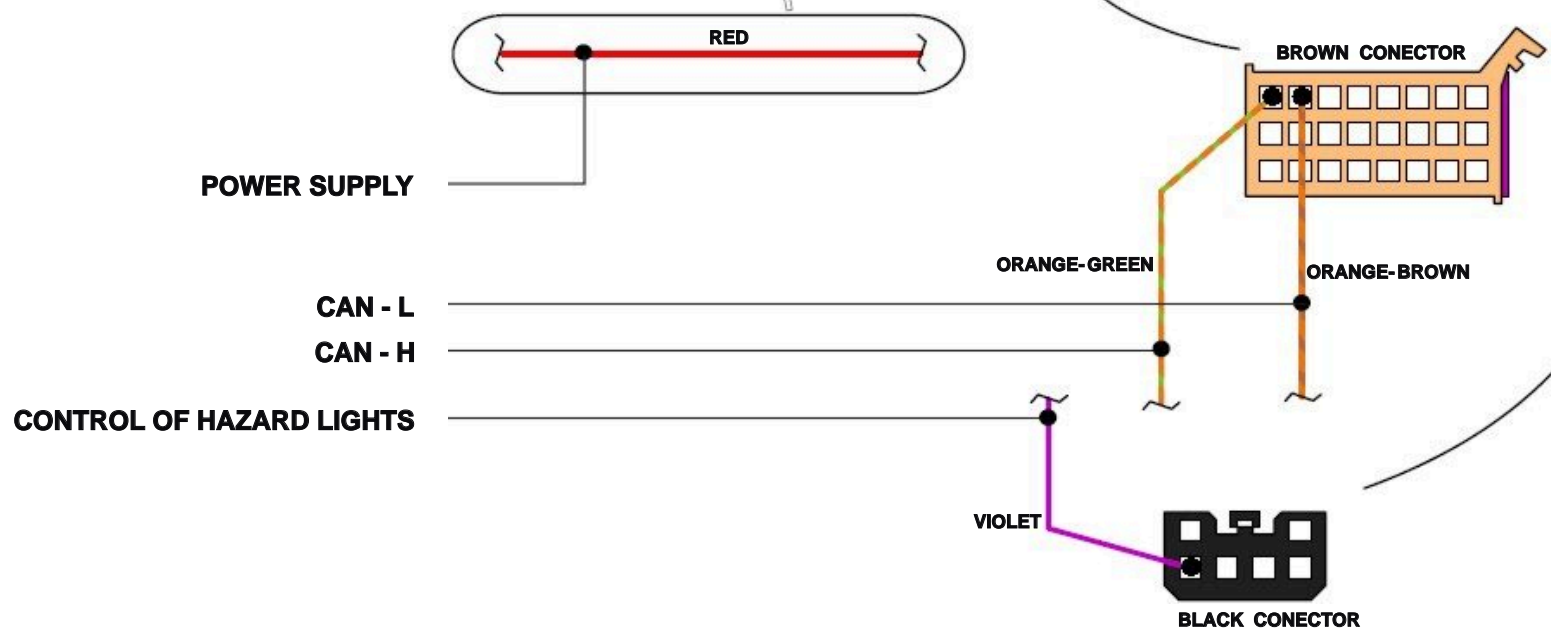 RED
BROWN CONECTOR
POWER SUPPLY
ORANGE-GREEN
ORANGE-BROWN
CAN - L
CAN - H
CONTROL OF HAZARD LIGHTS
VIOLET
BLACK CONECTOR